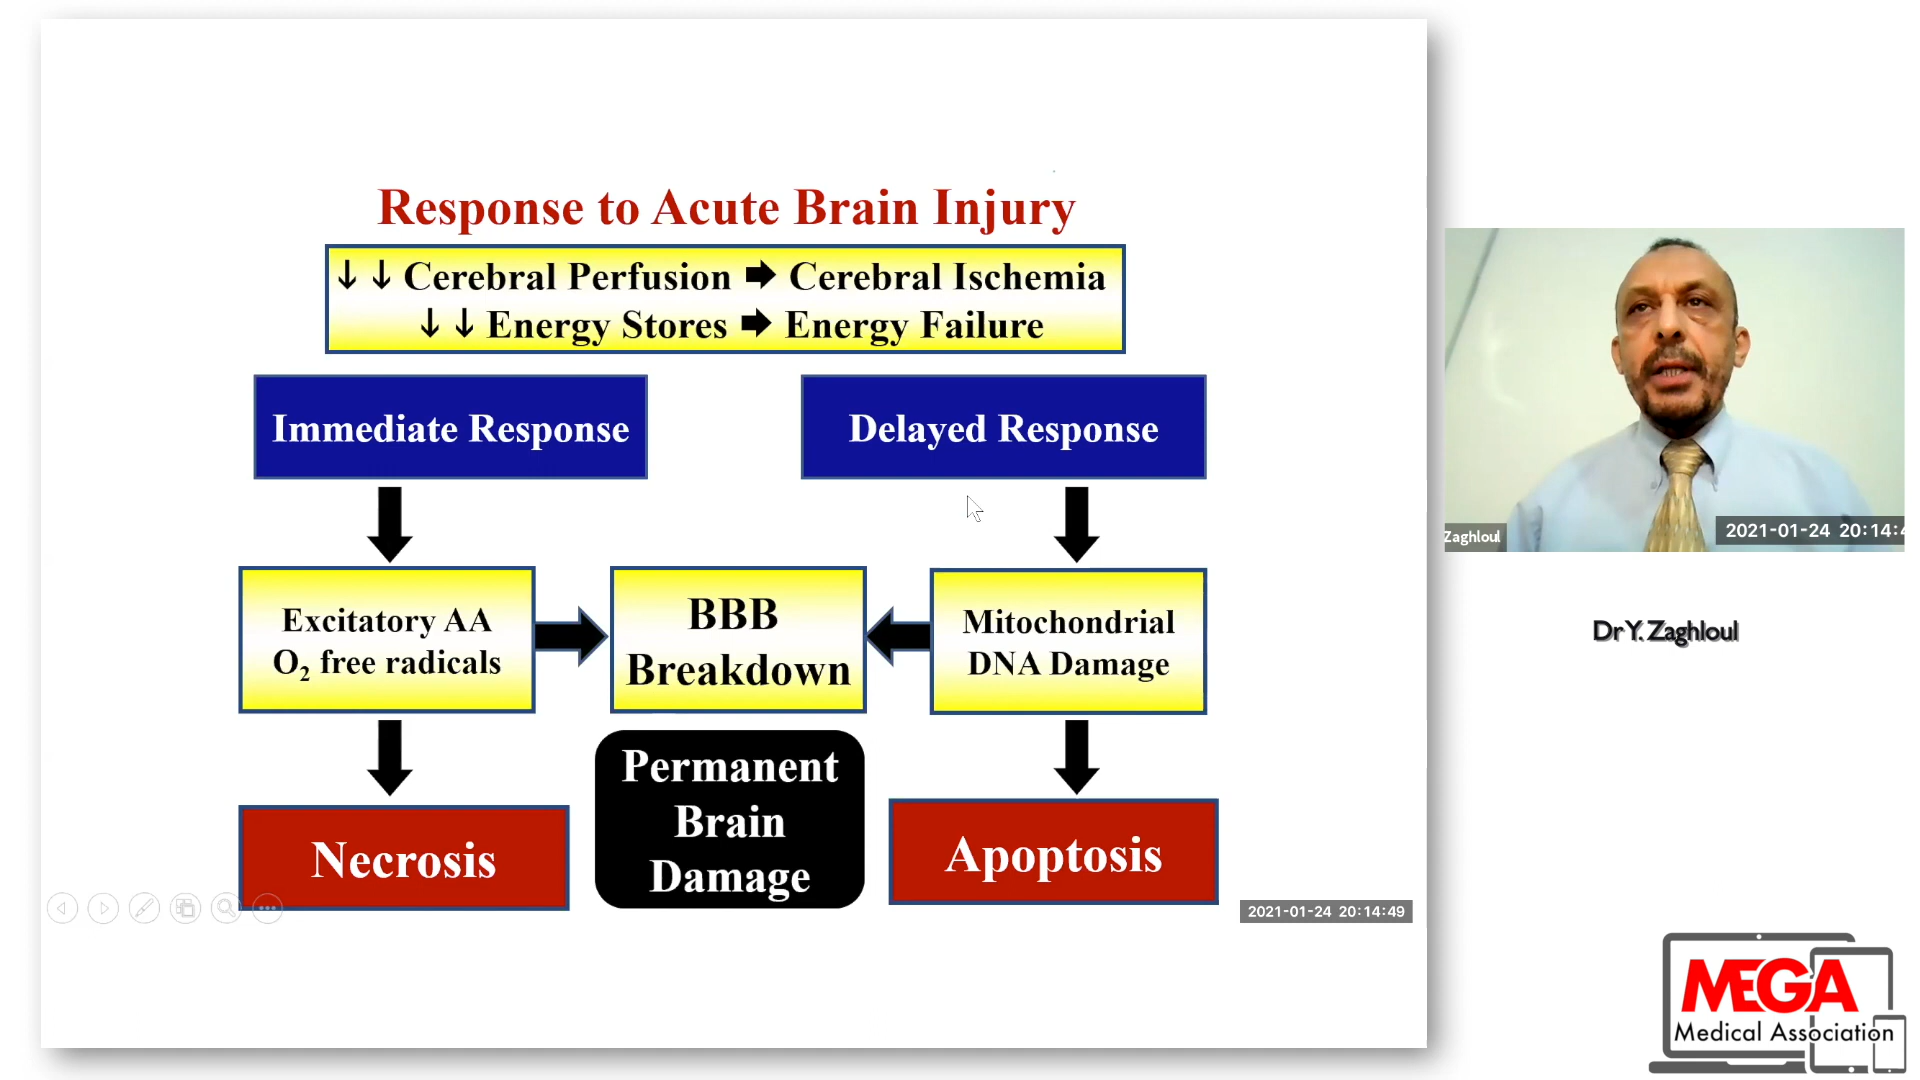 Response to Acute Brain Injury
↓ ↓ Cerebral Perfusion → Cerebral Ischemia
↓ ↓ Energy Stores → Energy Failure
Immediate Response
Delayed Response
Excitatory AA
O₂ free radicals
BBB
Breakdown
Mitochondrial
DNA Damage
Necrosis
Permanent
Brain
Damage
Apoptosis
2021-01-24 20:14:49
Zaghloul
2021-01-24 20:14:4
Dr Y. Zaghloul
MEGA
Medical Association